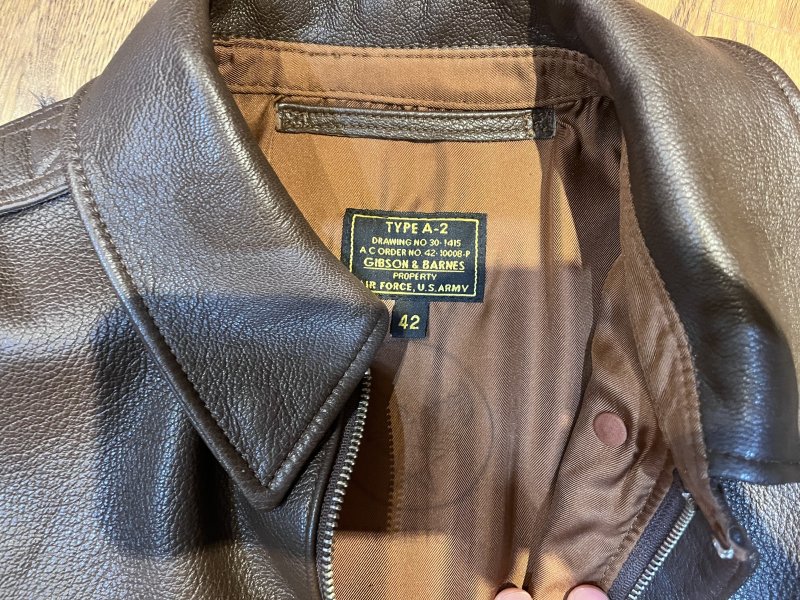 TYPE A-2
DRAWING NO 30-1415
A C ORDER NO. 42-10008-P
GIBSON & BARNES
PROPERTY
AIR FORCE, U.S. ARMY
42